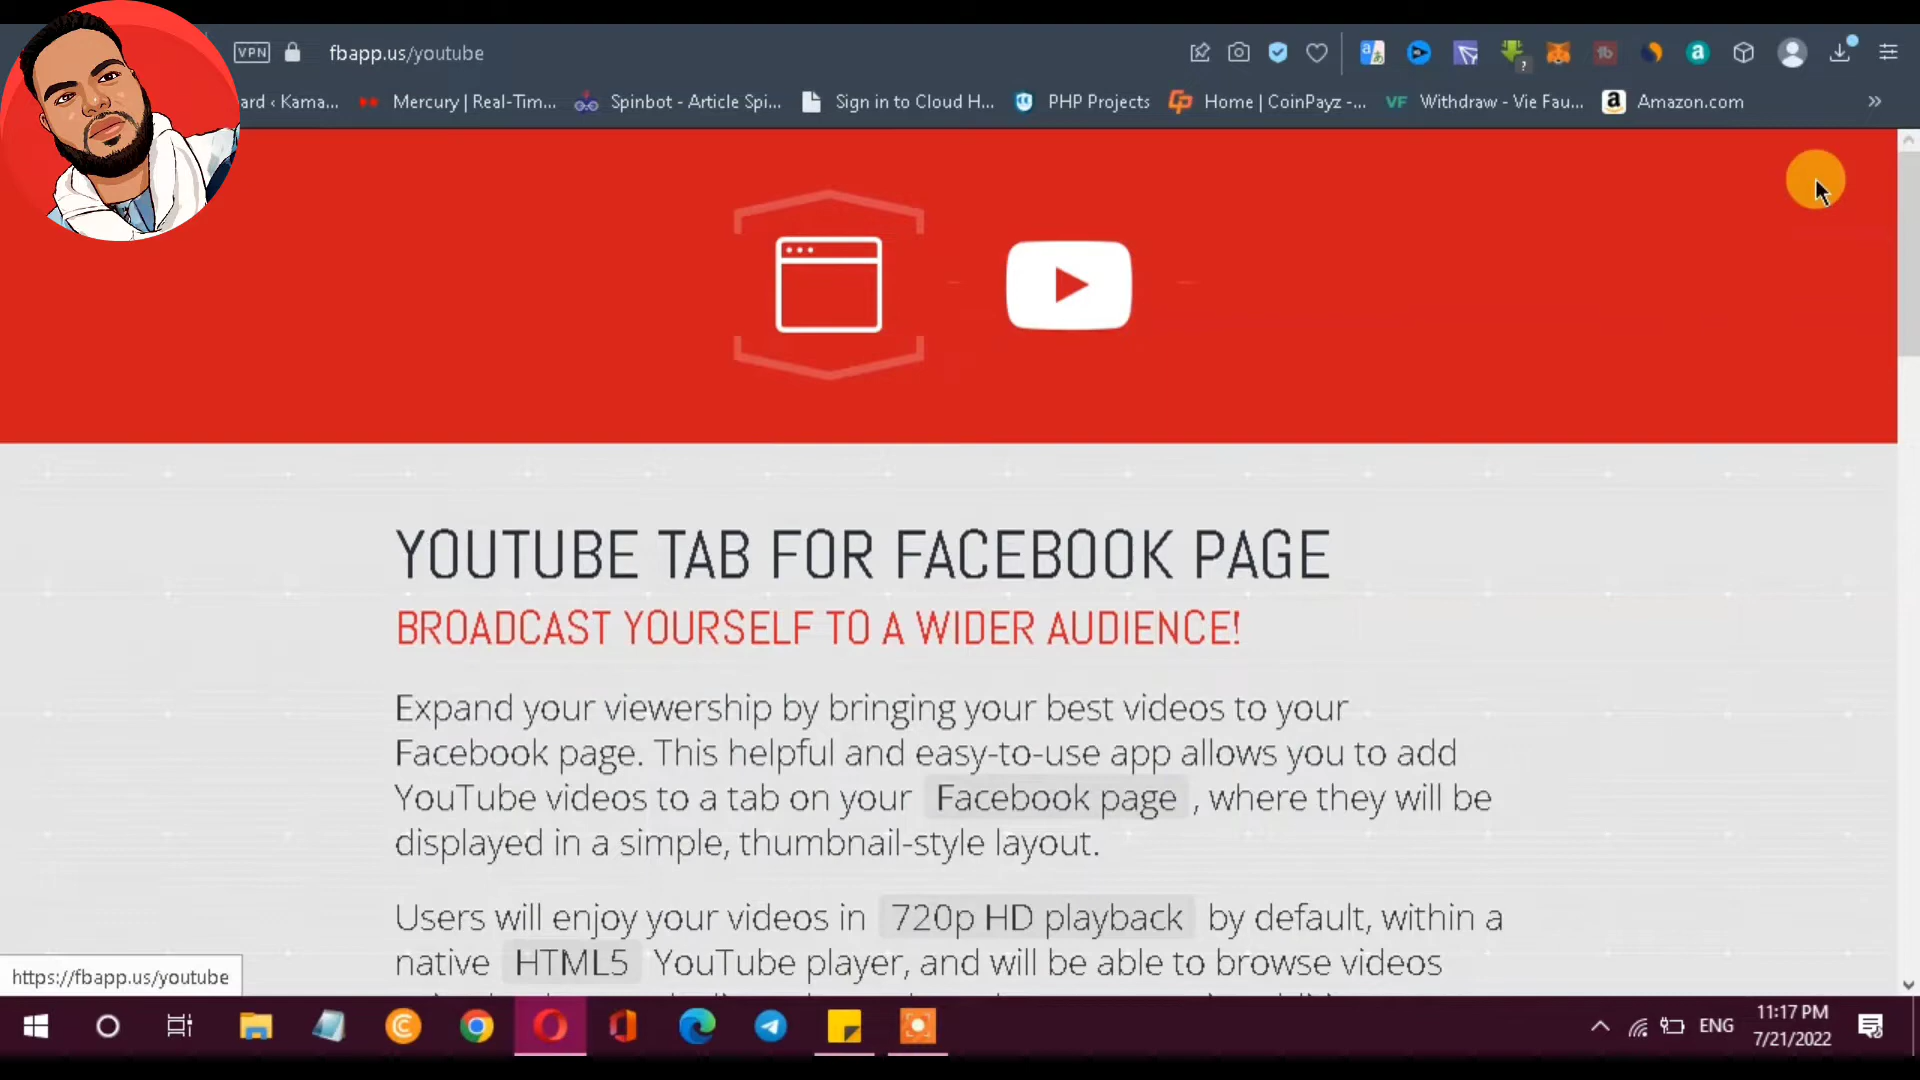 VPN
fbapp.us/youtube
ard ‹ Kama...
Mercury | Real-Tim...
Spinbot - Article Spi...
Sign in to Cloud H...
PHP Projects
Home | CoinPayz -...
VF
Withdraw - Vie Fau...
Amazon.com
YOUTUBE TAB FOR FACEBOOK PAGE
BROADCAST YOURSELF TO A WIDER AUDIENCE!
Expand your viewership by bringing your best videos to your
Facebook page. This helpful and easy-to-use app allows you to add
YouTube videos to a tab on your Facebook page , where they will be
displayed in a simple, thumbnail-style layout.
Users will enjoy your videos in 720p HD playback by default, within a
native HTML5 YouTube player, and will be able to browse videos
https://fbapp.us/youtube
ENG
11:17 PM
7/21/2022